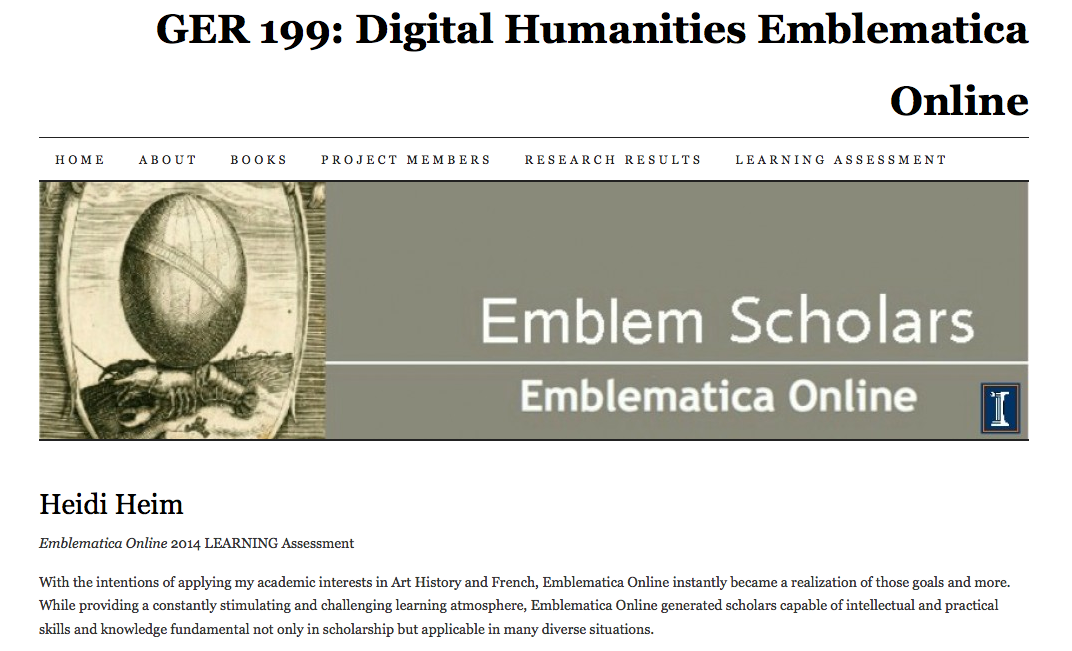 GER 199: Digital Humanities Emblematica
Online
HOME ABOUT BOOKS PROJECT MEMBERS RESEARCH RESULTS LEARNING ASSESSMENT
Emblem Scholars
Emblematica Online
I
Heidi Heim
Emblematica Online 2014 LEARNING Assessment
With the intentions of applying my academic interests in Art History and French, Emblematica Online instantly became a realization of those goals and more.
While providing a constantly stimulating and challenging learning atmosphere, Emblematica Online generated scholars capable of intellectual and practical
skills and knowledge fundamental not only in scholarship but applicable in many diverse situations.